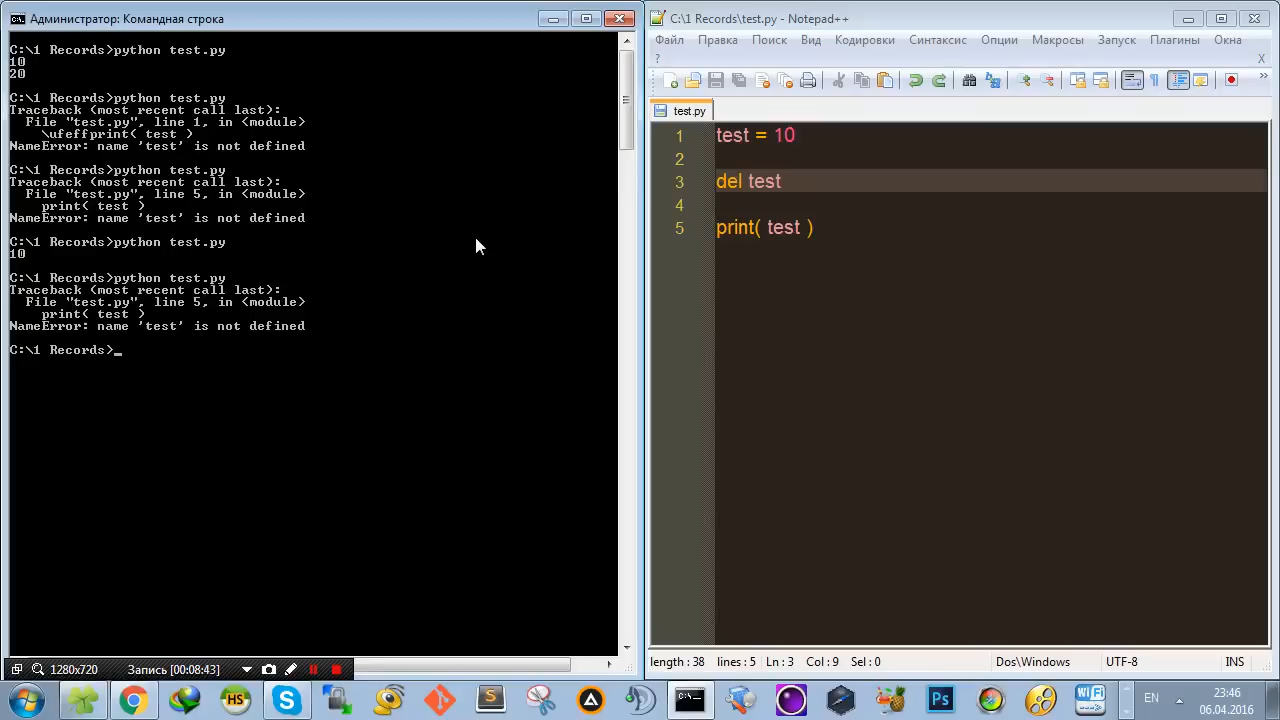 Администратор: Командная строка
C:\1 Records>python test.py
10
20
C:\1 Records>python test.py
Traceback (most recent call last):
  File "test.py", line 1, in <module>
    \ufeffprint( test )
NameError: name 'test' is not defined
C:\1 Records>python test.py
Traceback (most recent call last):
  File "test.py", line 5, in <module>
    print( test )
NameError: name 'test' is not defined
C:\1 Records>python test.py
10
C:\1 Records>python test.py
Traceback (most recent call last):
  File "test.py", line 5, in <module>
    print( test )
NameError: name 'test' is not defined
C:\1 Records>_
1280x720 Запись [00:08:43]
C:\1 Records\test.py - Notepad++
Файл Правка Поиск Вид Кодировки Синтаксис Опции Макросы Запуск Плагины Окна
? X
test.py
1 test = 10
2
3 del test
4
5 print( test )
length : 38 lines : 5 Col : 9 Sel : 0 Dos\Windows UTF-8 INS
HS
S
Ps
WiFi
EN
23:46
06.04.2016